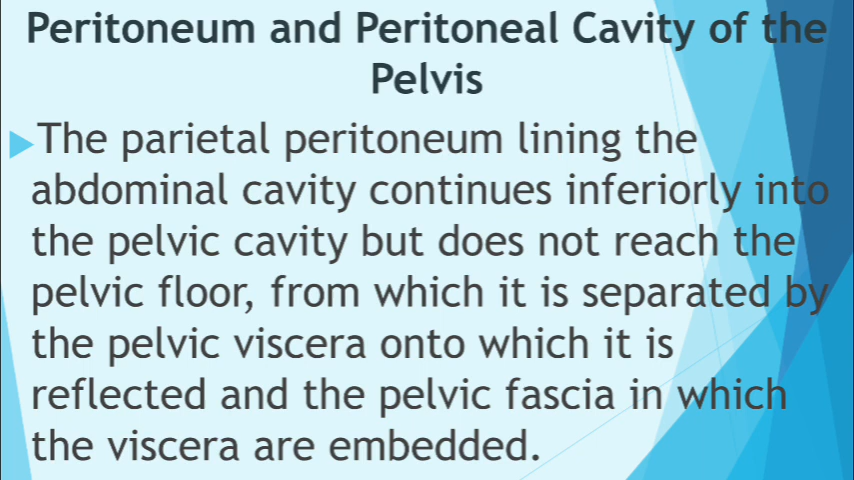 Peritoneum and Peritoneal Cavity of the
Pelvis
The parietal peritoneum lining the
abdominal cavity continues inferiorly into
the pelvic cavity but does not reach the
pelvic floor, from which it is separated by
the pelvic viscera onto which it is
reflected and the pelvic fascia in which
the viscera are embedded.